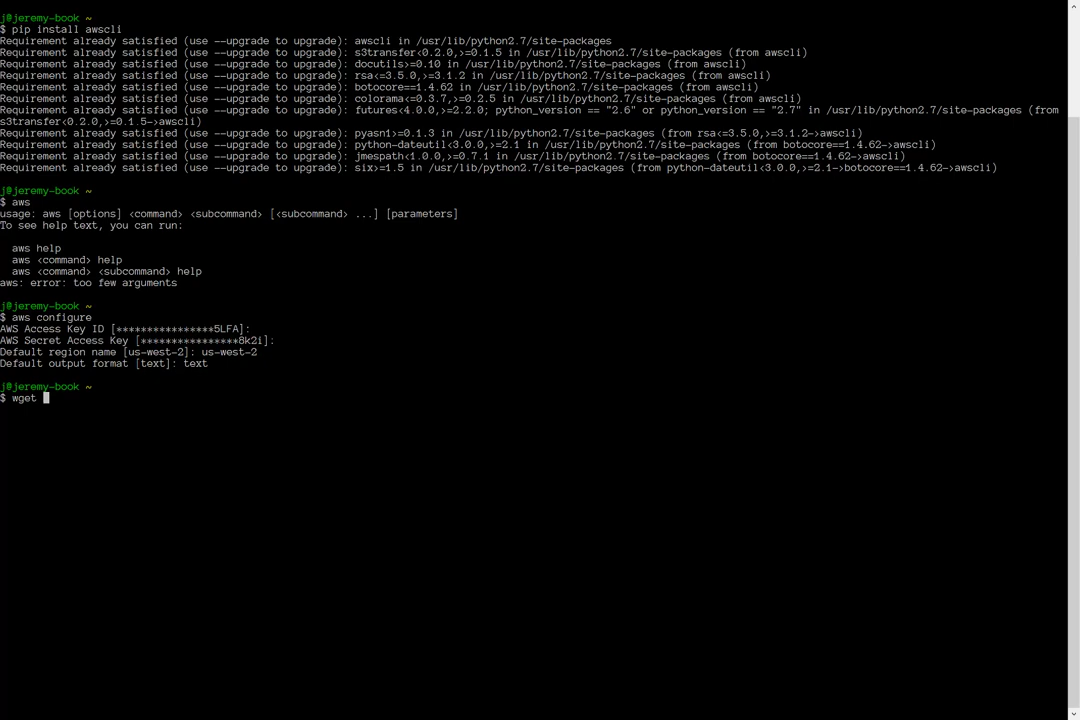 j@jeremy-book ~
$ pip install awscli
Requirement already satisfied (use --upgrade to upgrade): awscli in /usr/lib/python2.7/site-packages
Requirement already satisfied (use --upgrade to upgrade): s3transfer<0.2.0,>=0.1.5 in /usr/lib/python2.7/site-packages (from awscli)
Requirement already satisfied (use --upgrade to upgrade): docutils>=0.10 in /usr/lib/python2.7/site-packages (from awscli)
Requirement already satisfied (use --upgrade to upgrade): rsa<=3.5.0,>=3.1.2 in /usr/lib/python2.7/site-packages (from awscli)
Requirement already satisfied (use --upgrade to upgrade): botocore==1.4.62 in /usr/lib/python2.7/site-packages (from awscli)
Requirement already satisfied (use --upgrade to upgrade): colorama<=0.3.7,>=0.2.5 in /usr/lib/python2.7/site-packages (from awscli)
Requirement already satisfied (use --upgrade to upgrade): futures<4.0.0,>=2.2.0; python_version == "2.6" or python_version == "2.7" in /usr/lib/python2.7/site-packages (from
s3transfer<0.2.0,>=0.1.5->awscli)
Requirement already satisfied (use --upgrade to upgrade): pyasn1>=0.1.3 in /usr/lib/python2.7/site-packages (from rsa<=3.5.0,>=3.1.2->awscli)
Requirement already satisfied (use --upgrade to upgrade): python-dateutil<3.0.0,>=2.1 in /usr/lib/python2.7/site-packages (from botocore==1.4.62->awscli)
Requirement already satisfied (use --upgrade to upgrade): jmespath<1.0.0,>=0.7.1 in /usr/lib/python2.7/site-packages (from botocore==1.4.62->awscli)
Requirement already satisfied (use --upgrade to upgrade): six>=1.5 in /usr/lib/python2.7/site-packages (from python-dateutil<3.0.0,>=2.1->botocore==1.4.62->awscli)
j@jeremy-book ~
$ aws
usage: aws [options] <command> <subcommand> [<subcommand> ...] [parameters]
To see help text, you can run:
aws help
aws <command> help
aws <command> <subcommand> help
aws: error: too few arguments
j@jeremy-book ~
$ aws configure
AWS Access Key ID [****************5LFA]:
AWS Secret Access Key [****************8k2i]:
Default region name [us-west-2]: us-west-2
Default output format [text]: text
j@jeremy-book ~
$ wget